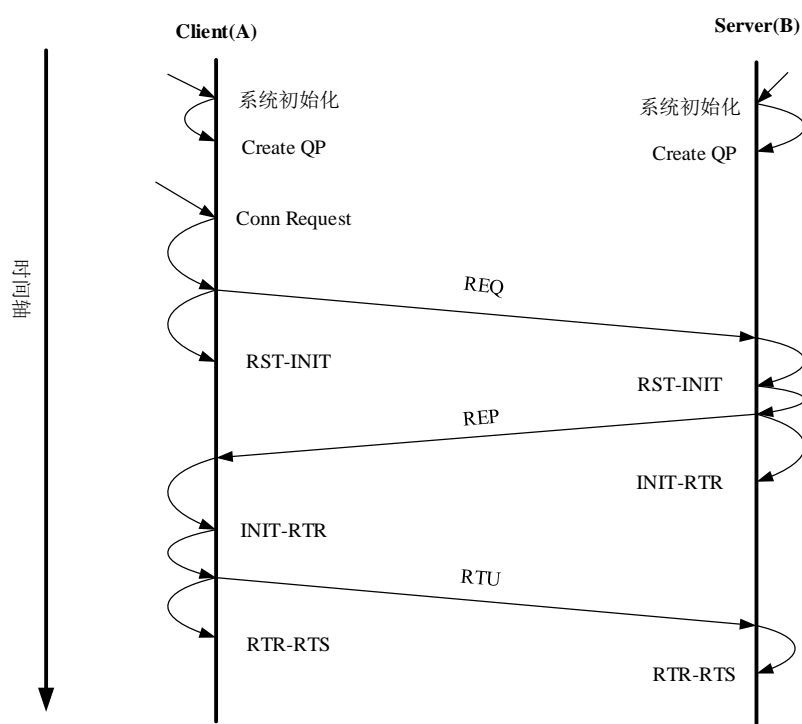 Client(A)
Server(B)
系统初始化
系统初始化
Create QP
Create QP
Conn Request
时间轴
REQ
RST-INIT
RST-INIT
REP
INIT-RTR
INIT-RTR
RTU
RTR-RTS
RTR-RTS